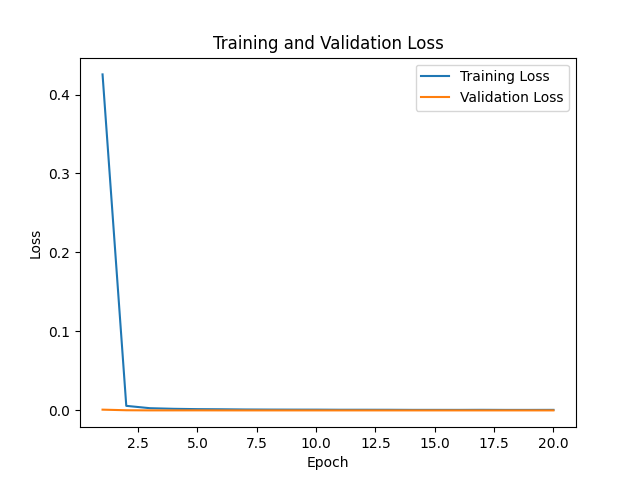 Training and Validation Loss
Training Loss
Validation Loss
0.4
0.3
0.2
0.1
0.0
Loss
2.5 5.0 7.5 10.0 12.5 15.0 17.5 20.0
Epoch